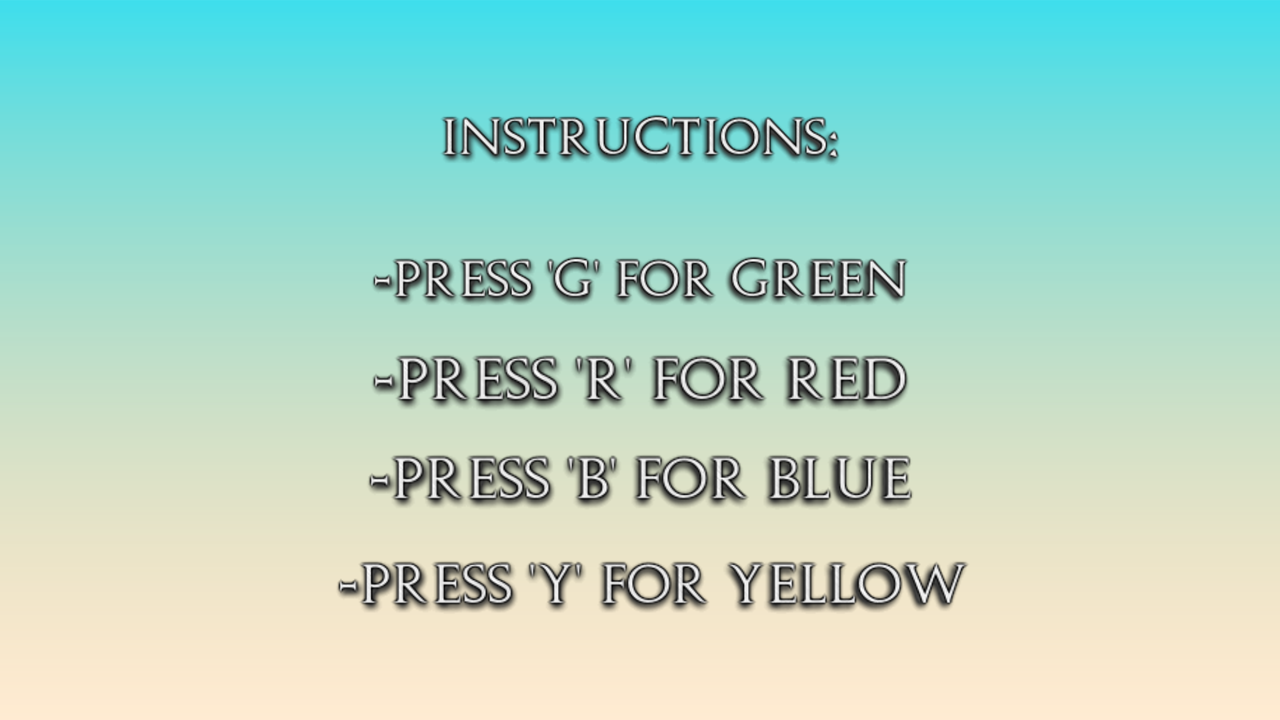 INSTRUCTIONS:
-PRESS 'G' FOR GREEN
-PRESS 'R' FOR RED
-PRESS 'B' FOR BLUE
-PRESS 'Y' FOR YELLOW